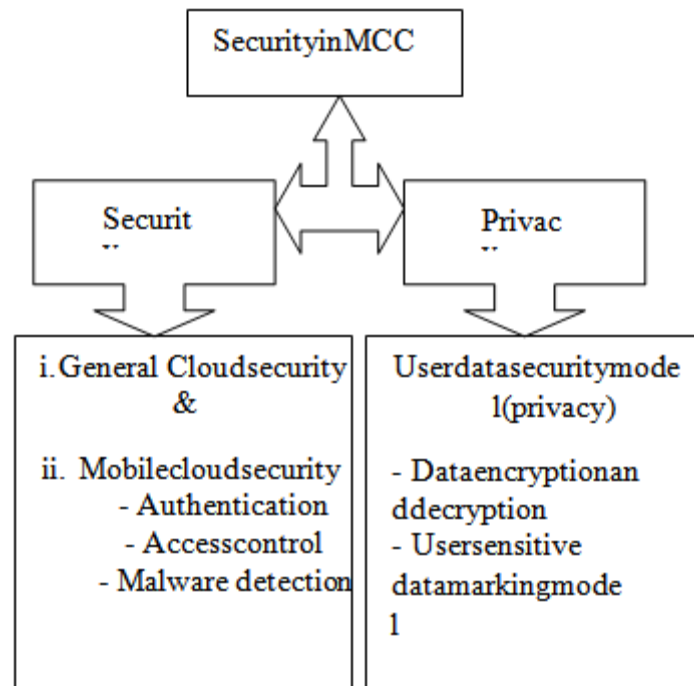 SecurityinMCC
Securit
Privac
i.General Cloudsecurity
&
ii. Mobilecloudsecurity
- Authentication
- Accesscontrol
- Malware detection
Userdatasecuritymode
l(privacy)
- Dataencryptionan
ddecryption
- Usersensitive
datamarkingmode
l